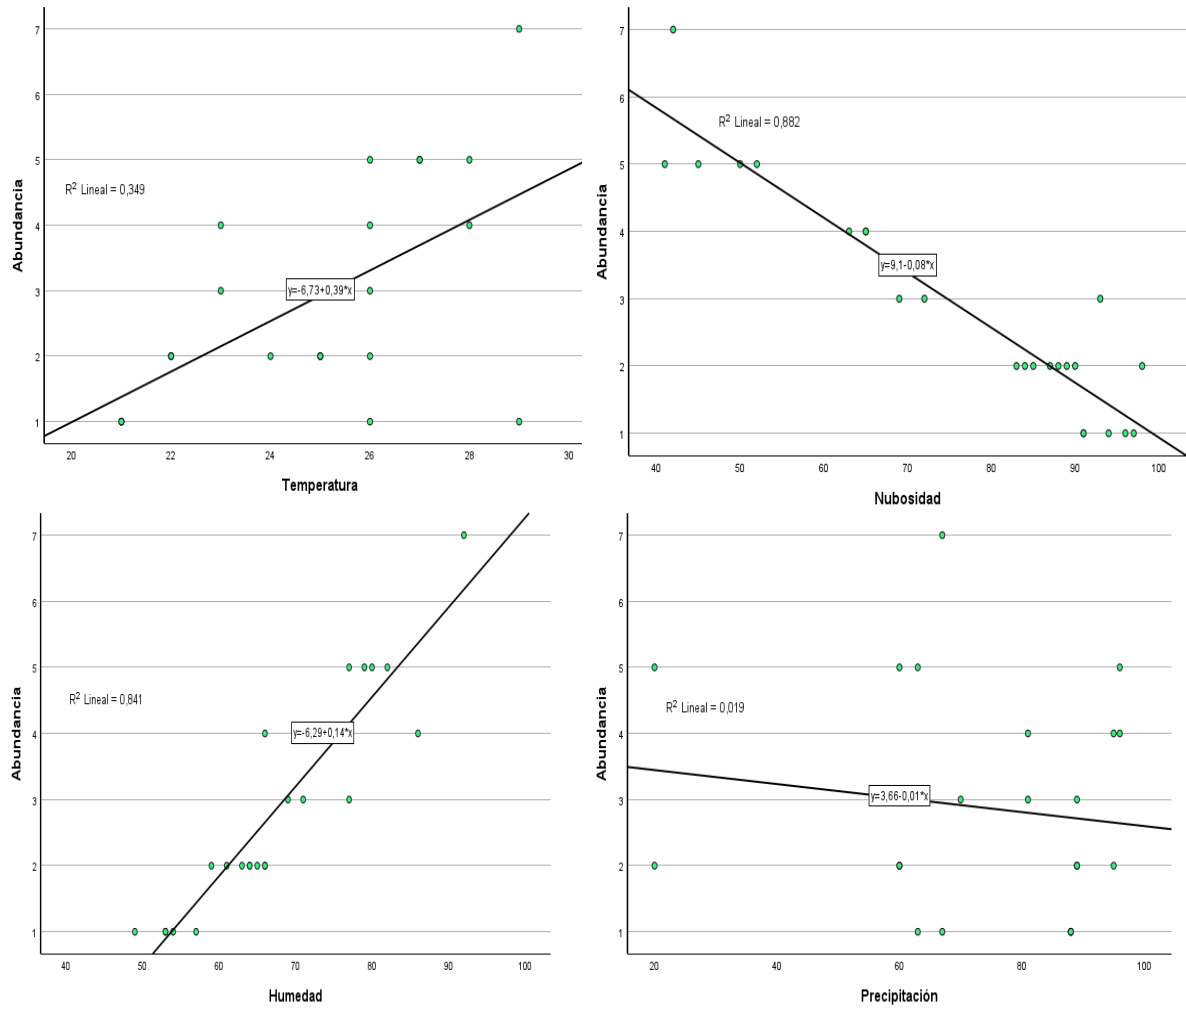 7
6
5
4
3
2
1
Abundancia
R² Lineal = 0,349
y=-6,73+0,39*x
20 22 24 26 28 30
Temperatura
7
6
5
4
3
2
1
Abundancia
R² Lineal = 0,882
y=9,1-0,08*x
40 50 60 70 80 90 100
Nubosidad
7
6
5
4
3
2
1
Abundancia
R² Lineal = 0,841
y=-6,29+0,14*x
40 50 60 70 80 90 100
Humedad
7
6
5
4
3
2
1
Abundancia
R² Lineal = 0,019
y=3,66-0,01*x
20 40 60 80 100
Precipitación